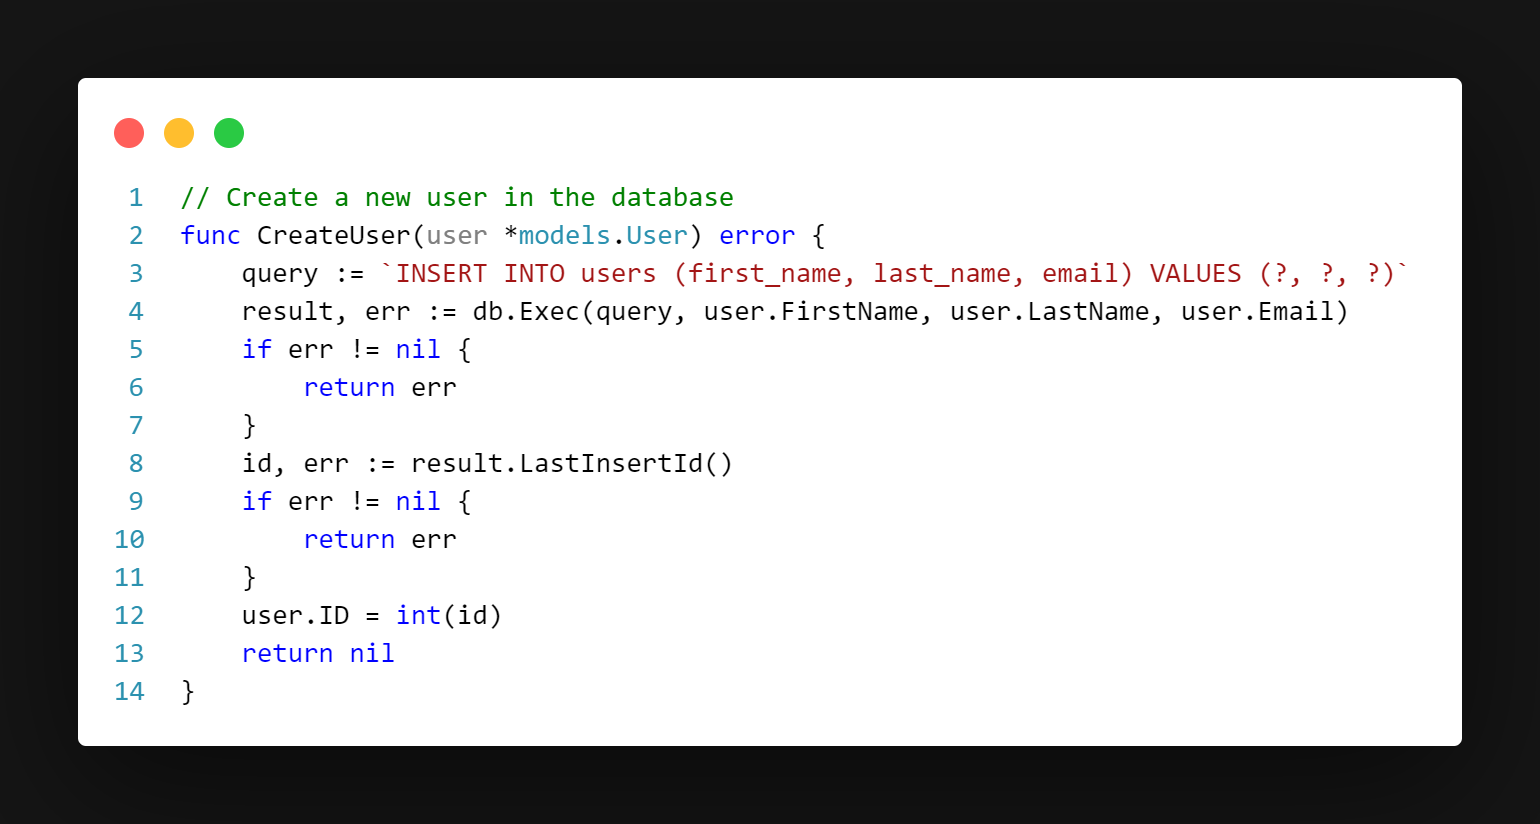 1 // Create a new user in the database
2 func CreateUser(user *models.User) error {
3     query := `INSERT INTO users (first_name, last_name, email) VALUES (?, ?, ?)`
4     result, err := db.Exec(query, user.FirstName, user.LastName, user.Email)
5     if err != nil {
6         return err
7     }
8     id, err := result.LastInsertId()
9     if err != nil {
10         return err
11     }
12     user.ID = int(id)
13     return nil
14 }